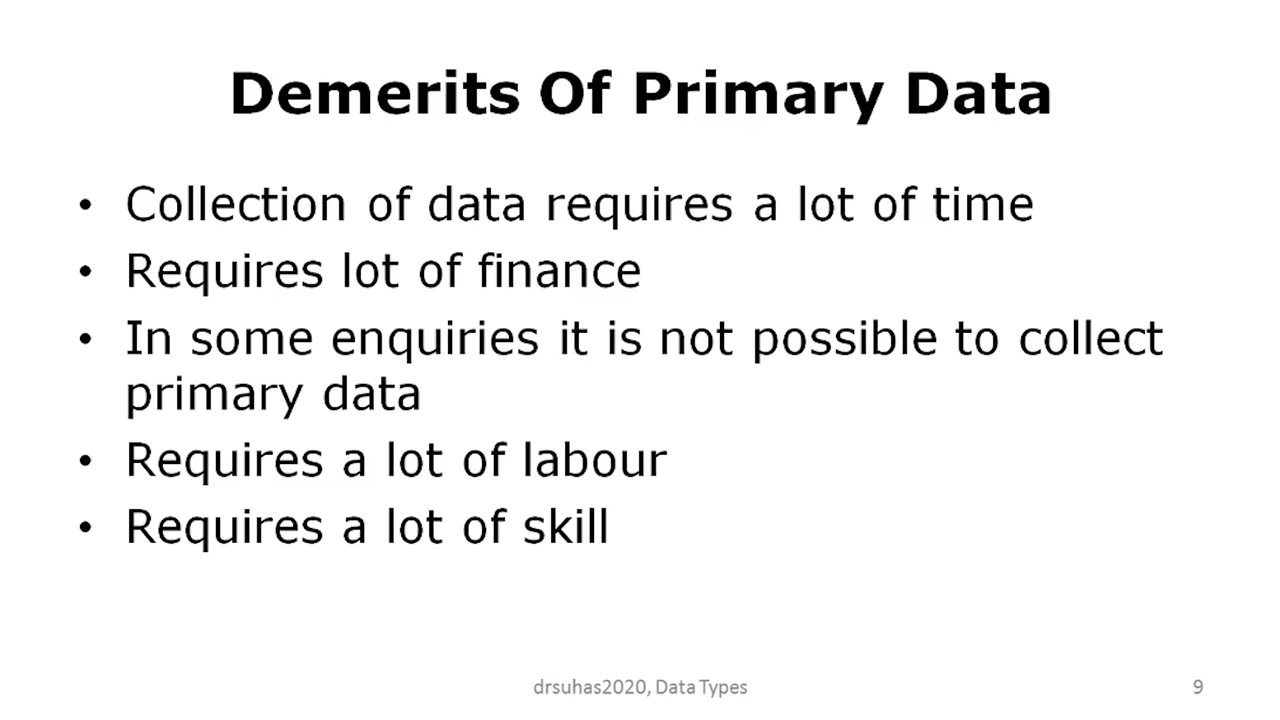 Demerits Of Primary Data
• Collection of data requires a lot of time
• Requires lot of finance
• In some enquiries it is not possible to collect
primary data
• Requires a lot of labour
• Requires a lot of skill
drsuhas2020, Data Types
9